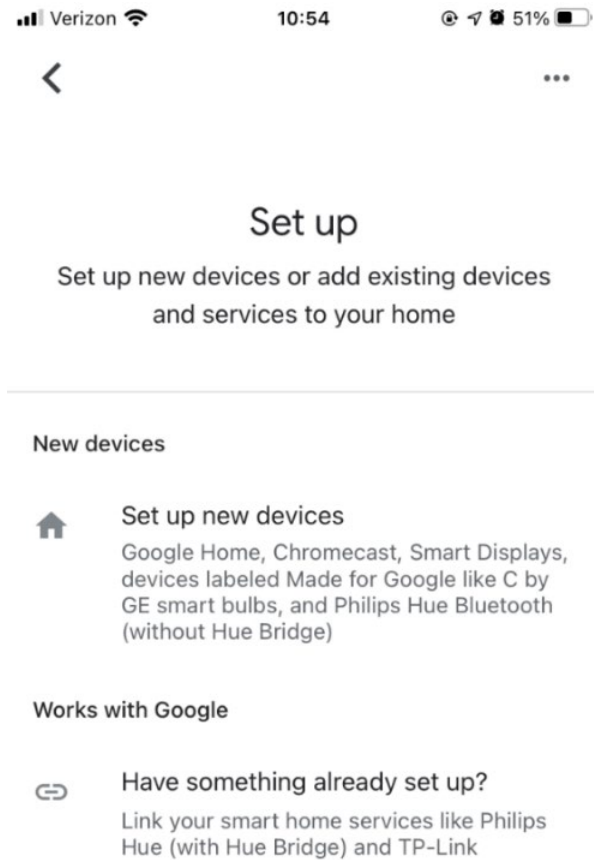 Verizon 10:54 51%
Set up
Set up new devices or add existing devices
and services to your home
New devices
Set up new devices
Google Home, Chromecast, Smart Displays,
devices labeled Made for Google like C by
GE smart bulbs, and Philips Hue Bluetooth
(without Hue Bridge)
Works with Google
Have something already set up?
Link your smart home services like Philips
Hue (with Hue Bridge) and TP-Link